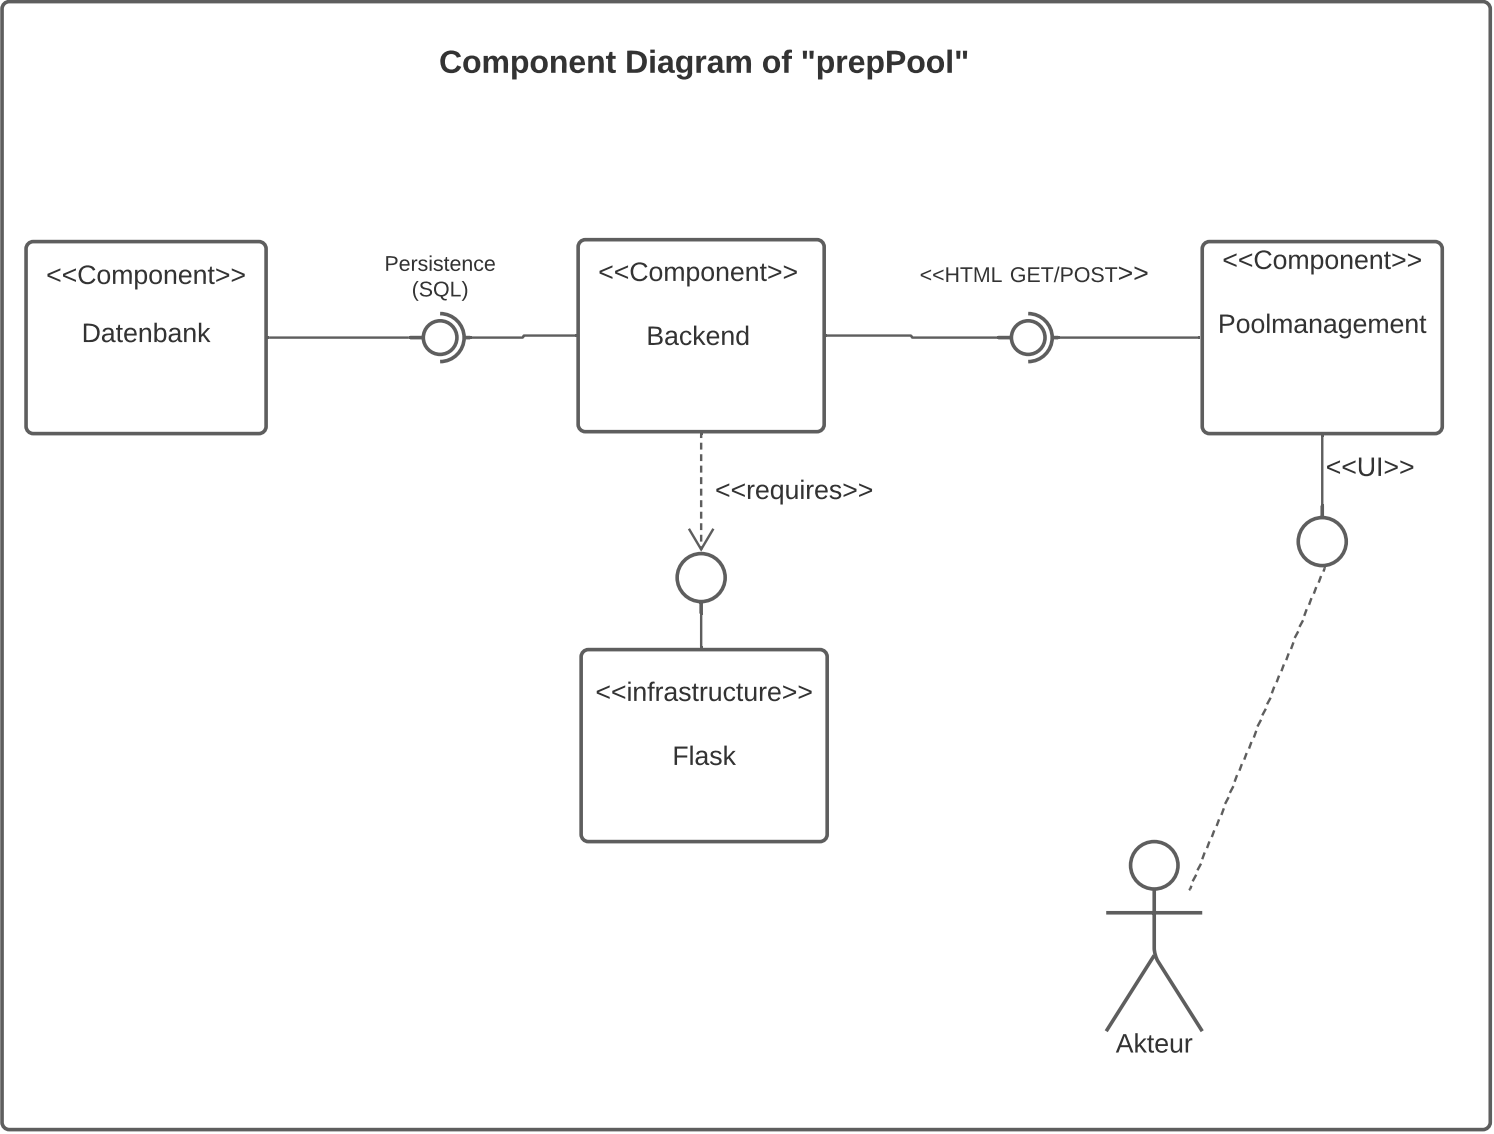 Component Diagram of "prepPool"
<<Component>>
Datenbank
Persistence
(SQL)
<<Component>>
Backend
<<HTML GET/POST>>
<<Component>>
Poolmanagement
<<requires>>
<<UI>>
<<infrastructure>>
Flask
Akteur